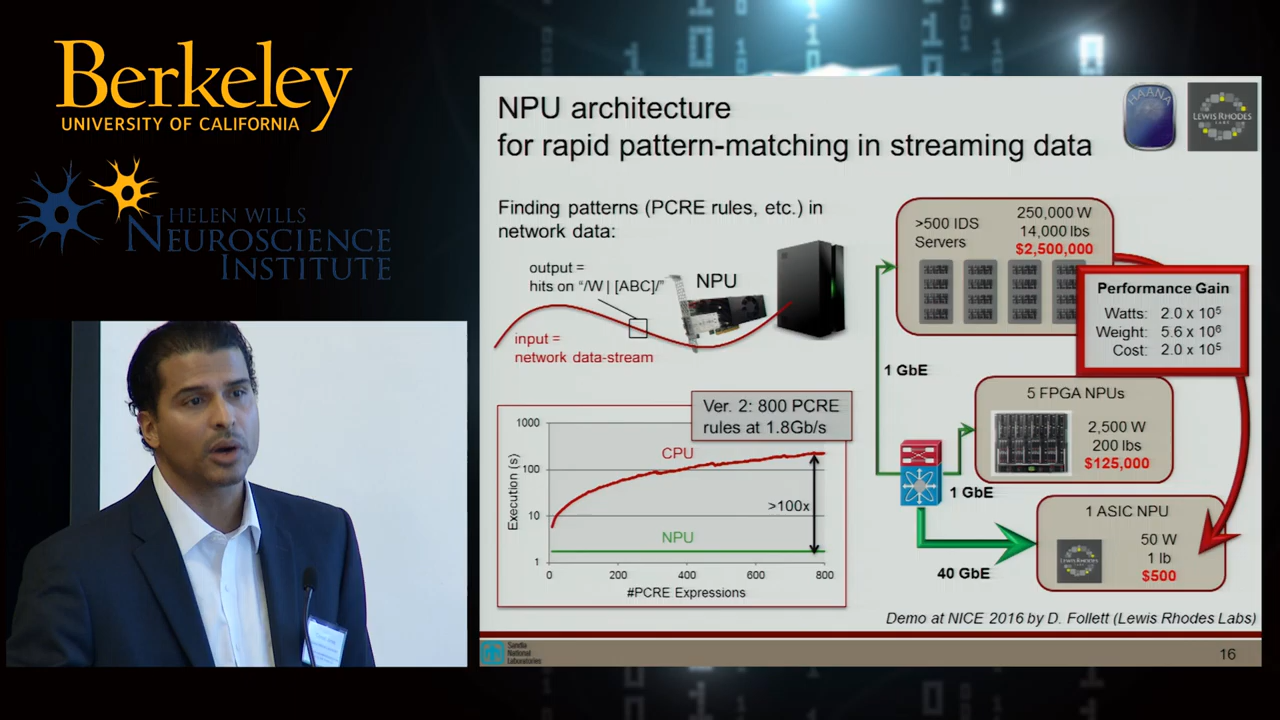 Berkeley
UNIVERSITY OF CALIFORNIA
HELEN WILLS
NEUROSCIENCE
INSTITUTE
NPU architecture
for rapid pattern-matching in streaming data
HAANA
LEWIS RHODES
LABS
Finding patterns (PCRE rules, etc.) in
network data:
output =
hits on “/W | [ABC]/”
NPU
input =
network data-stream
>500 IDS
Servers
250,000 W
14,000 lbs
$2,500,000
Performance Gain
Watts: 2.0 x 10⁵
Weight: 5.6 x 10⁶
Cost: 2.0 x 10⁵
1 GbE
5 FPGA NPUs
2,500 W
200 lbs
$125,000
1 GbE
1 ASIC NPU
50 W
1 lb
$500
40 GbE
Ver. 2: 800 PCRE
rules at 1.8Gb/s
Execution (s)
1000
100
10
1
CPU
>100x
NPU
0 200 400 600 800
#PCRE Expressions
Demo at NICE 2016 by D. Follett (Lewis Rhodes Labs)
Sandia
National
Laboratories
16